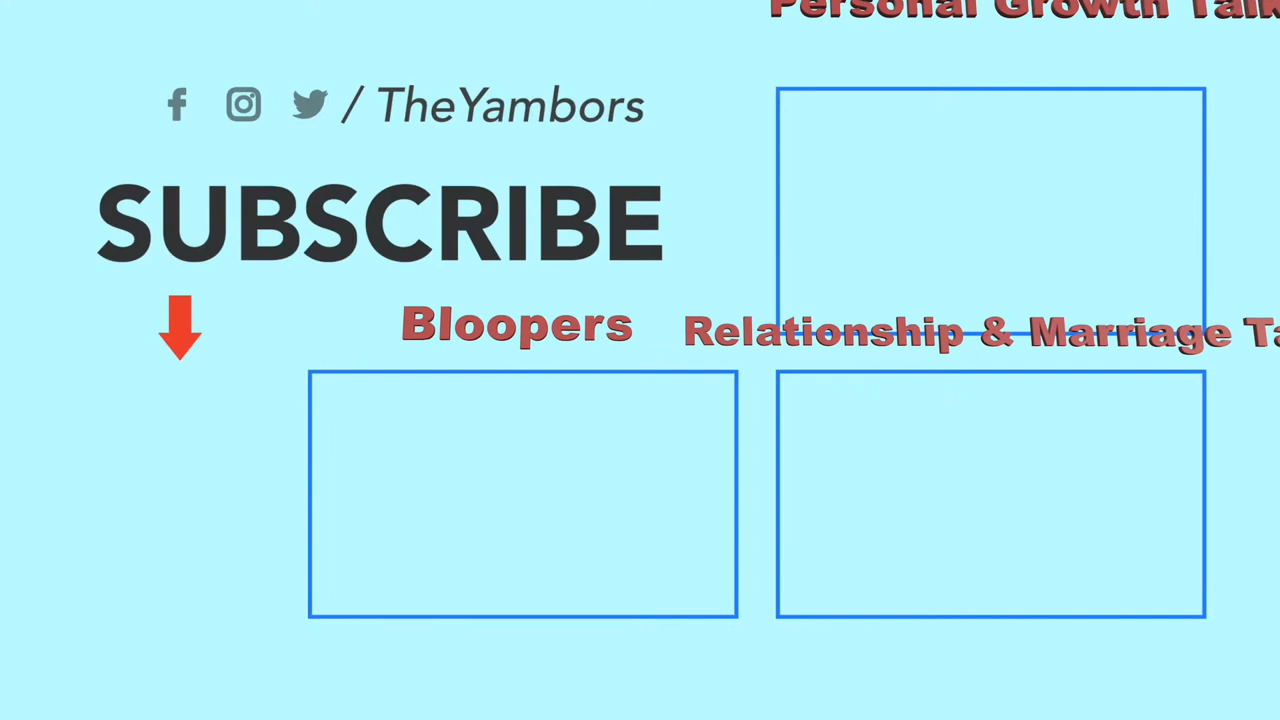 Personal Growth Talk
/ TheYambors
SUBSCRIBE
Bloopers
Relationship & Marriage Ta